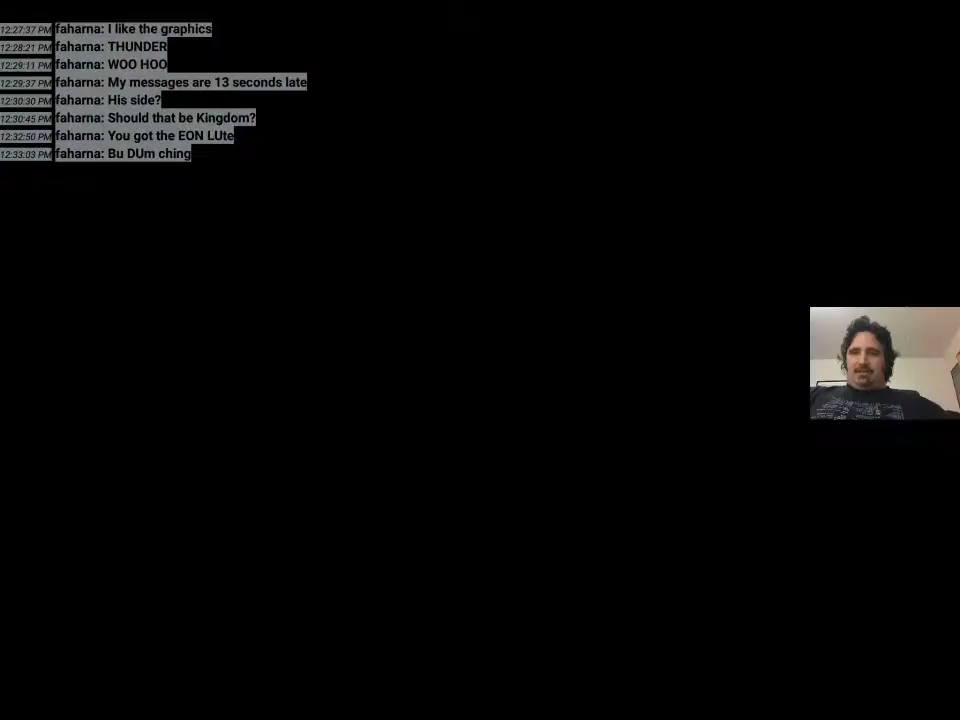 12:27:37 PM faharna: I like the graphics
12:28:21 PM faharna: THUNDER
12:29:11 PM faharna: WOO HOO
12:29:37 PM faharna: My messages are 13 seconds late
12:30:30 PM faharna: His side?
12:30:45 PM faharna: Should that be Kingdom?
12:32:50 PM faharna: You got the EON LUte
12:33:03 PM faharna: Bu DUm ching